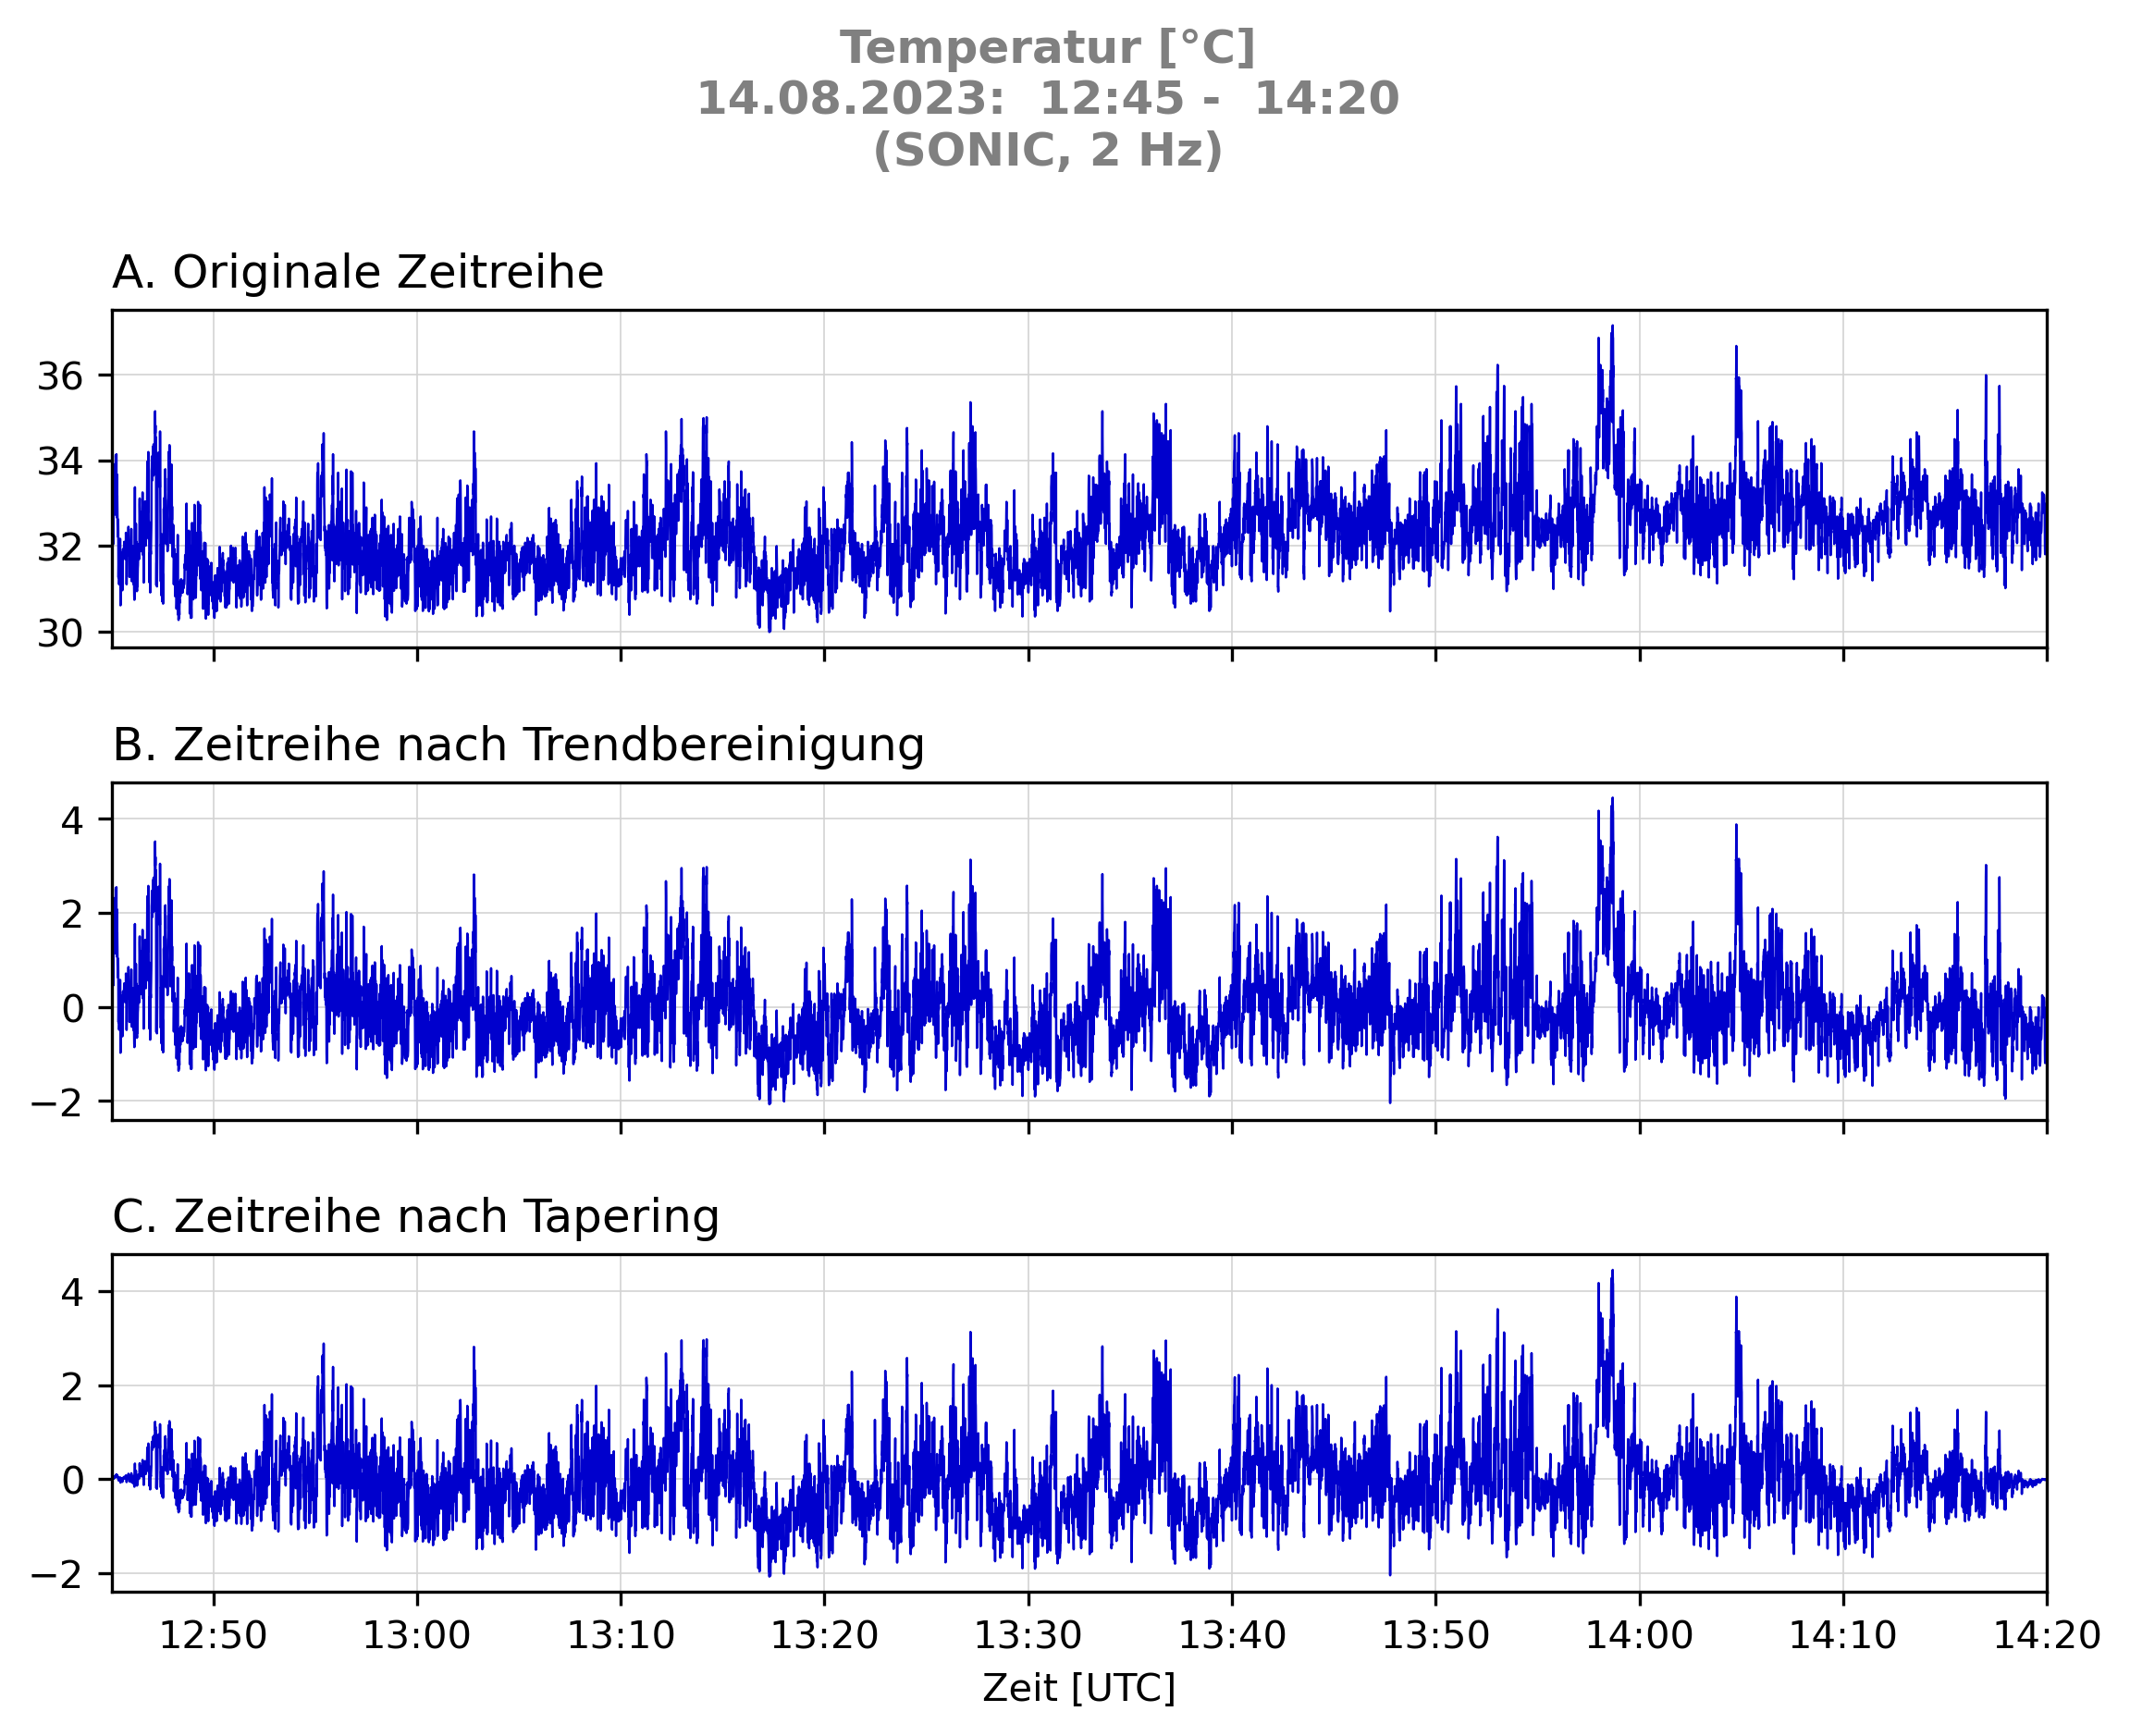 Temperatur [°C]
14.08.2023:  12:45 -  14:20
(SONIC, 2 Hz)
A. Originale Zeitreihe
36
34
32
30
B. Zeitreihe nach Trendbereinigung
4
2
0
−2
C. Zeitreihe nach Tapering
4
2
0
−2
12:50 13:00 13:10 13:20 13:30 13:40 13:50 14:00 14:10 14:20
Zeit [UTC]